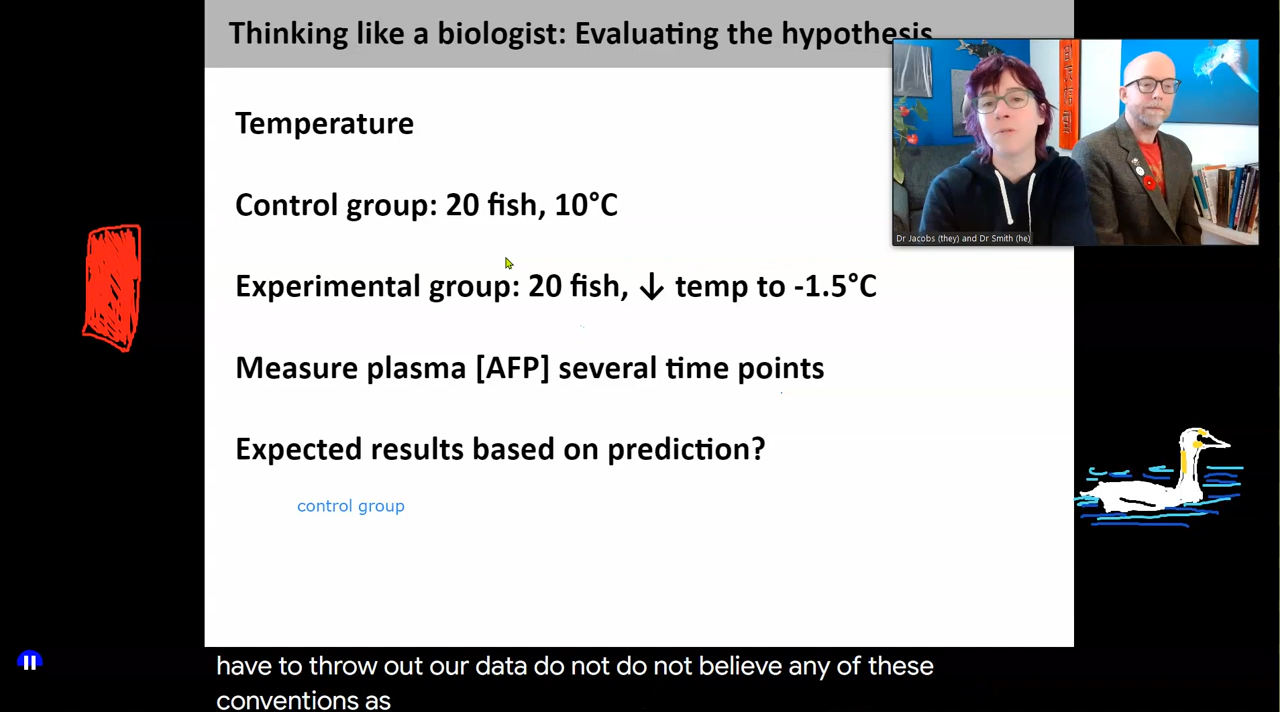 Thinking like a biologist: Evaluating the hypothesis
Temperature
Control group: 20 fish, 10°C
Experimental group: 20 fish, ↓ temp to -1.5°C
Measure plasma [AFP] several time points
Expected results based on prediction?
control group
Dr Jacobs (they) and Dr Smith (he)
have to throw out our data do not do not believe any of these
conventions as